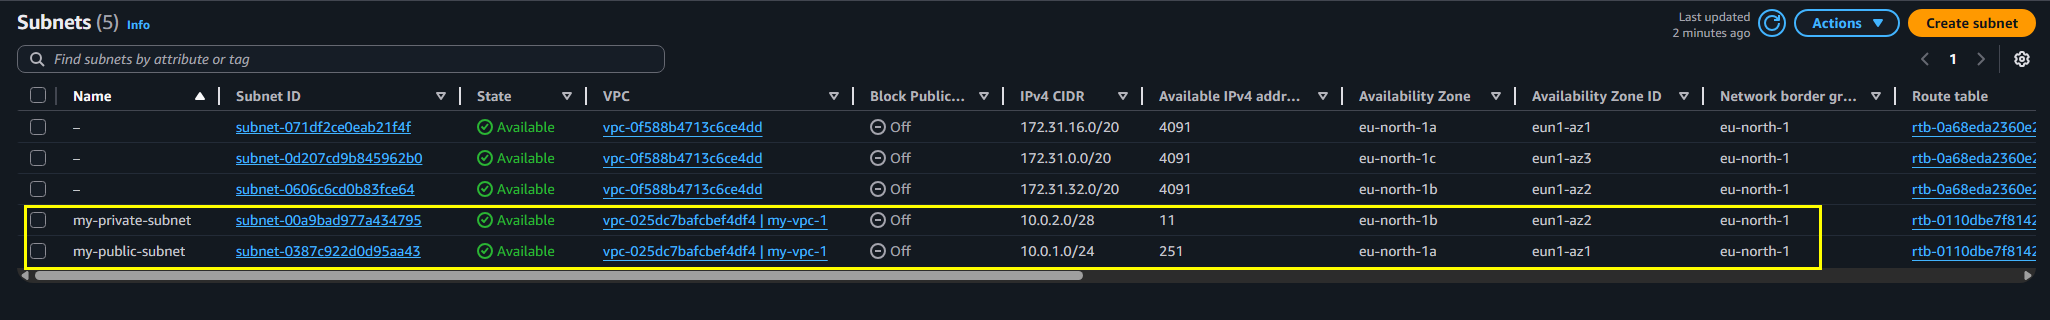 Subnets (5) Info
Last updated
2 minutes ago
Actions
Create subnet
Find subnets by attribute or tag
1
Name Subnet ID State VPC Block Public... IPv4 CIDR Available IPv4 addr... Availability Zone Availability Zone ID Network border gr... Route table
– subnet-071df2ce0eab21f4f Available vpc-0f588b4713c6ce4dd Off 172.31.16.0/20 4091 eu-north-1a eun1-az1 eu-north-1 rtb-0a68eda2360e2
– subnet-0d207cd9b845962b0 Available vpc-0f588b4713c6ce4dd Off 172.31.0.0/20 4091 eu-north-1c eun1-az3 eu-north-1 rtb-0a68eda2360e2
– subnet-0606c6cd0b83fce64 Available vpc-0f588b4713c6ce4dd Off 172.31.32.0/20 4091 eu-north-1b eun1-az2 eu-north-1 rtb-0a68eda2360e2
my-private-subnet subnet-00a9bad977a434795 Available vpc-025dc7bafcbef4df4 | my-vpc-1 Off 10.0.2.0/28 11 eu-north-1b eun1-az2 eu-north-1 rtb-0110dbe7f8142
my-public-subnet subnet-0387c922d0d95aa43 Available vpc-025dc7bafcbef4df4 | my-vpc-1 Off 10.0.1.0/24 251 eu-north-1a eun1-az1 eu-north-1 rtb-0110dbe7f8142